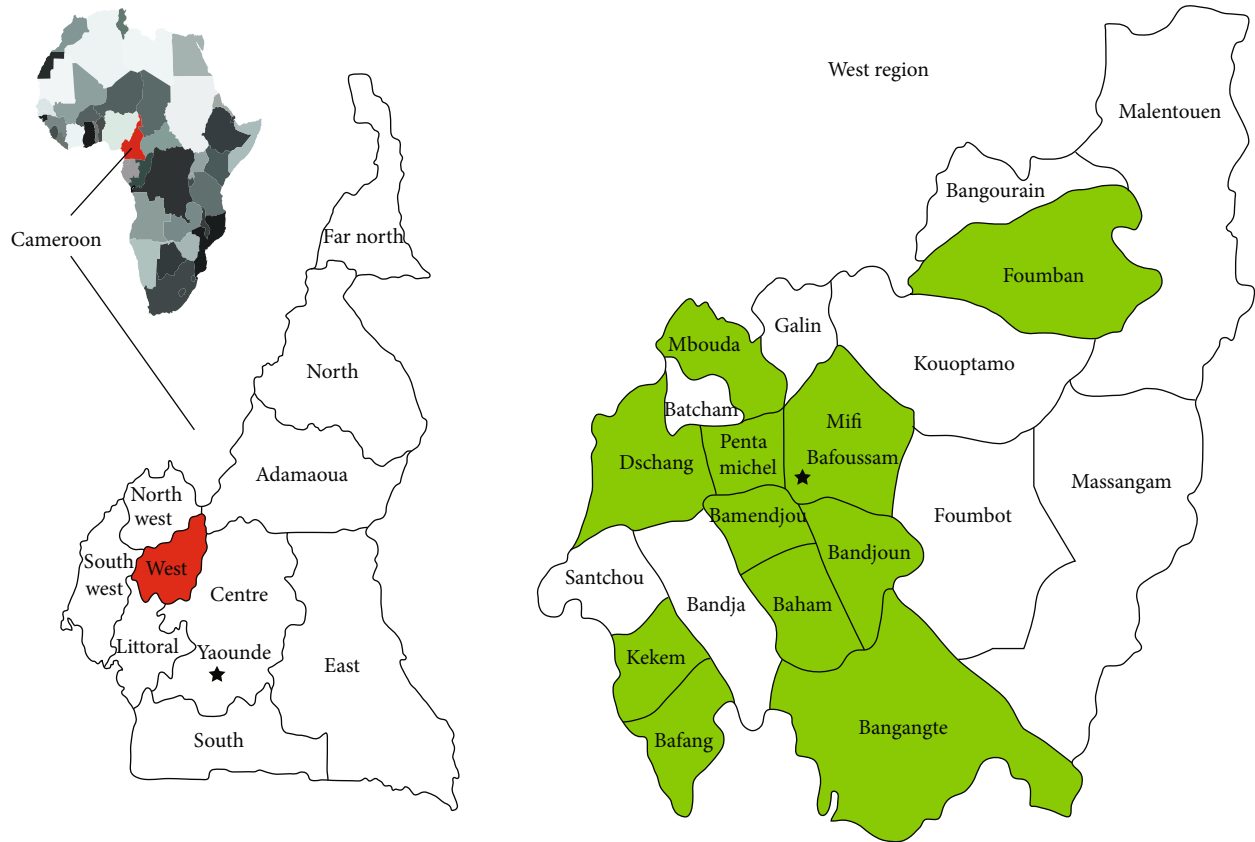 Cameroon
Far north
North
Adamaoua
North
west
South
west
West
Centre
Littoral
Yaounde
East
South
West region
Malentouen
Bangourain
Foumban
Galin
Mbouda
Kouoptamo
Batcham
Mifi
Bafoussam
Penta
michel
Dschang
Massangam
Bamendjou
Foumbot
Bandjoun
Santchou
Bandja
Baham
Kekem
Bafang
Bangangte